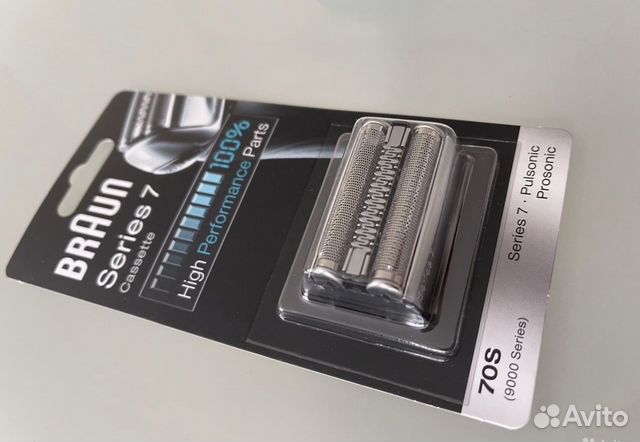 BRAUN
Series 7
Cassette
100%
High Performance Parts
Series 7 · Pulsonic
Prosonic
70S
(9000 Series)
Avito